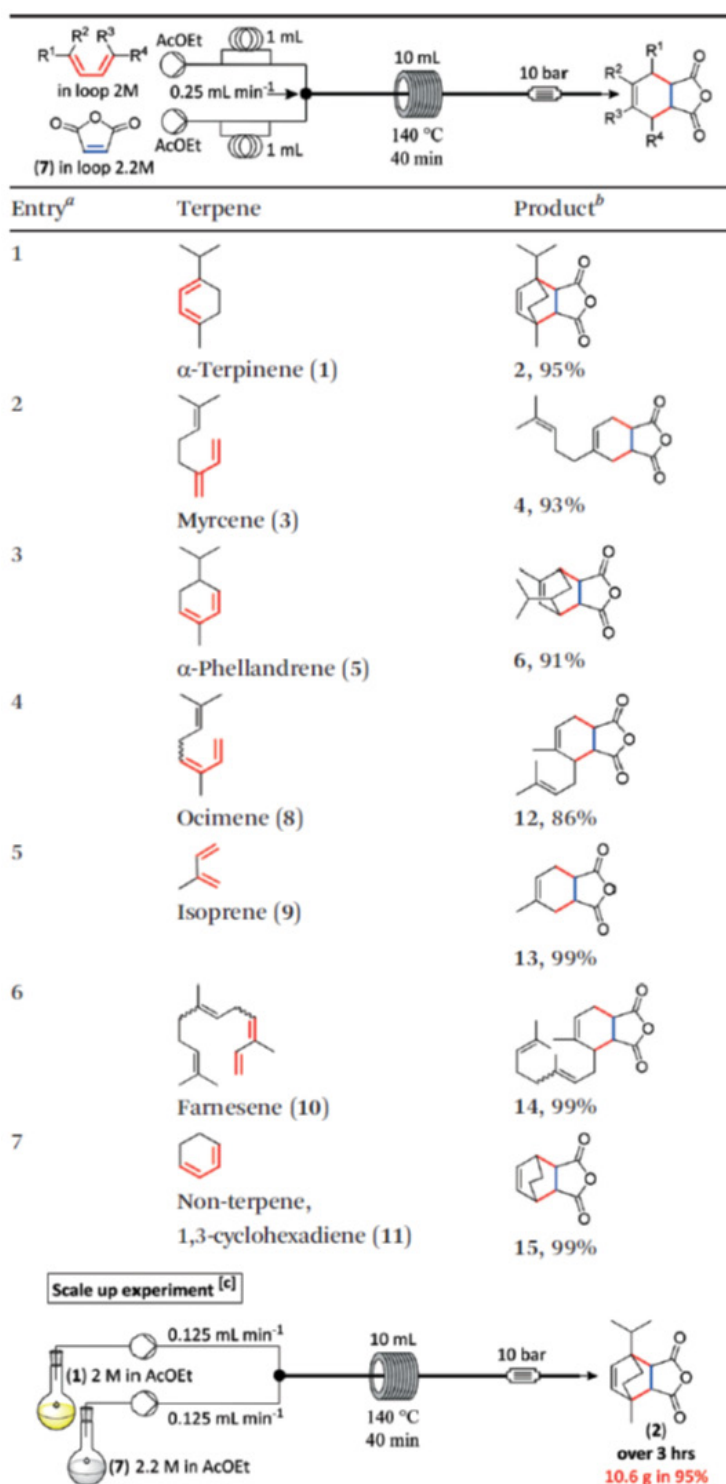 R² R³
R¹ R⁴
in loop 2M
O O O
(7) in loop 2.2M
AcOEt
1 mL
0.25 mL min⁻¹
AcOEt
1 mL
10 mL
140 °C
40 min
10 bar
R¹
R² O
O
R³ O
R⁴
Entryᵃ Terpene Productᵇ
1
O
O
O
α-Terpinene (1) 2, 95%
2
O
O
O
Myrcene (3) 4, 93%
3
O
O
O
α-Phellandrene (5) 6, 91%
4
O
O
O
Ocimene (8) 12, 86%
5
O
O
O
Isoprene (9) 13, 99%
6
O
O
O
Farnesene (10) 14, 99%
7
O
O
O
Non-terpene,
1,3-cyclohexadiene (11) 15, 99%
Scale up experiment [c]
0.125 mL min⁻¹
(1) 2 M in AcOEt
0.125 mL min⁻¹
(7) 2.2 M in AcOEt
10 mL
140 °C
40 min
10 bar
O
O
O
(2)
over 3 hrs
10.6 g in 95%